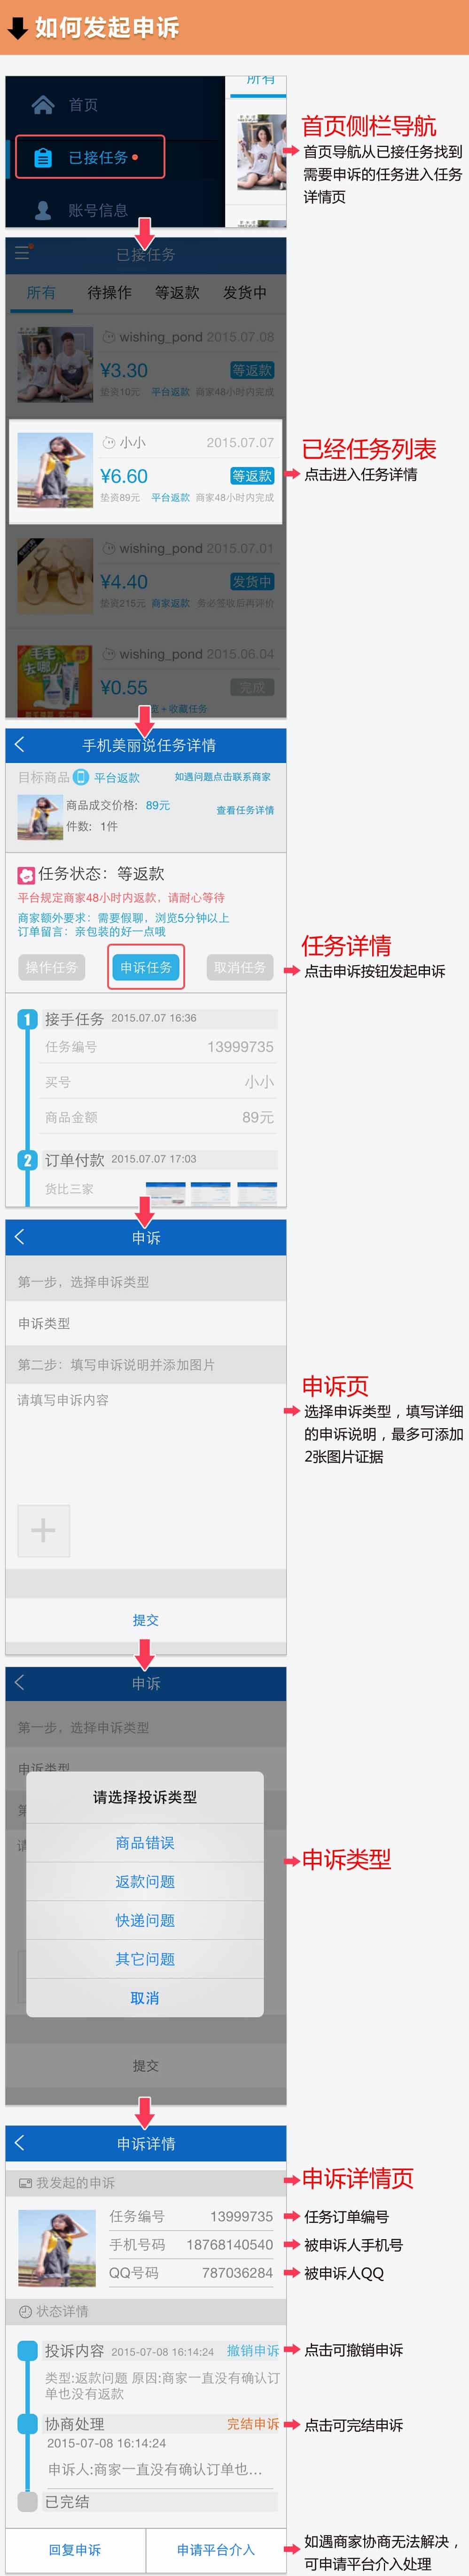 如何发起申诉
首页
所有
已接任务
账号信息
首页侧栏导航
首页导航从已接任务找到
需要申诉的任务进入任务
详情页
已接任务
所有 待操作 等返款 发货中
wishing_pond 2015.07.08
¥3.30 等返款
垫资10元 平台返款 商家48小时内完成
小小 2015.07.07
¥6.60 等返款
垫资89元 平台返款 商家48小时内完成
已经任务列表
点击进入任务详情
wishing_pond 2015.07.01
¥4.40 发货中
垫资215元 商家返款 务必签收后再评价
wishing_pond 2015.06.04
¥0.55 完成
览+收藏任务
手机美丽说任务详情
目标商品 平台返款 如遇问题点击联系商家
商品成交价格: 89元
查看任务详情
件数: 1件
任务状态: 等返款
平台规定商家48小时内返款, 请耐心等待
商家额外要求: 需要假聊, 浏览5分钟以上
订单留言: 亲包装的好一点哦
操作任务 申诉任务 取消任务
任务详情
点击申诉按钮发起申诉
1 接手任务 2015.07.07 16:36
任务编号 13999735
买号 小小
商品金额 89元
2 订单付款 2015.07.07 17:03
货比三家
申诉
第一步, 选择申诉类型
申诉类型
第二步: 填写申诉说明并添加图片
请填写申诉内容
提交
申诉页
选择申诉类型，填写详细
的申诉说明，最多可添加
2张图片证据
申诉
第一步, 选择申诉类型
申诉类型
第
请
请选择投诉类型
商品错误
返款问题
快递问题
其它问题
取消
提交
申诉类型
申诉详情
我发起的申诉
申诉详情页
任务编号 13999735
任务订单编号
手机号码 18768140540
被申诉人手机号
QQ号码 787036284
被申诉人QQ
状态详情
投诉内容 2015-07-08 16:14:24 撤销申诉
点击可撤销申诉
类型:返款问题 原因:商家一直没有确认订
单也没有返款
协商处理 完结申诉
点击可完结申诉
2015-07-08 16:14:24
申诉人:商家一直没有确认订单也...
已完结
回复申诉 申请平台介入
如遇商家协商无法解决，
可申请平台介入处理